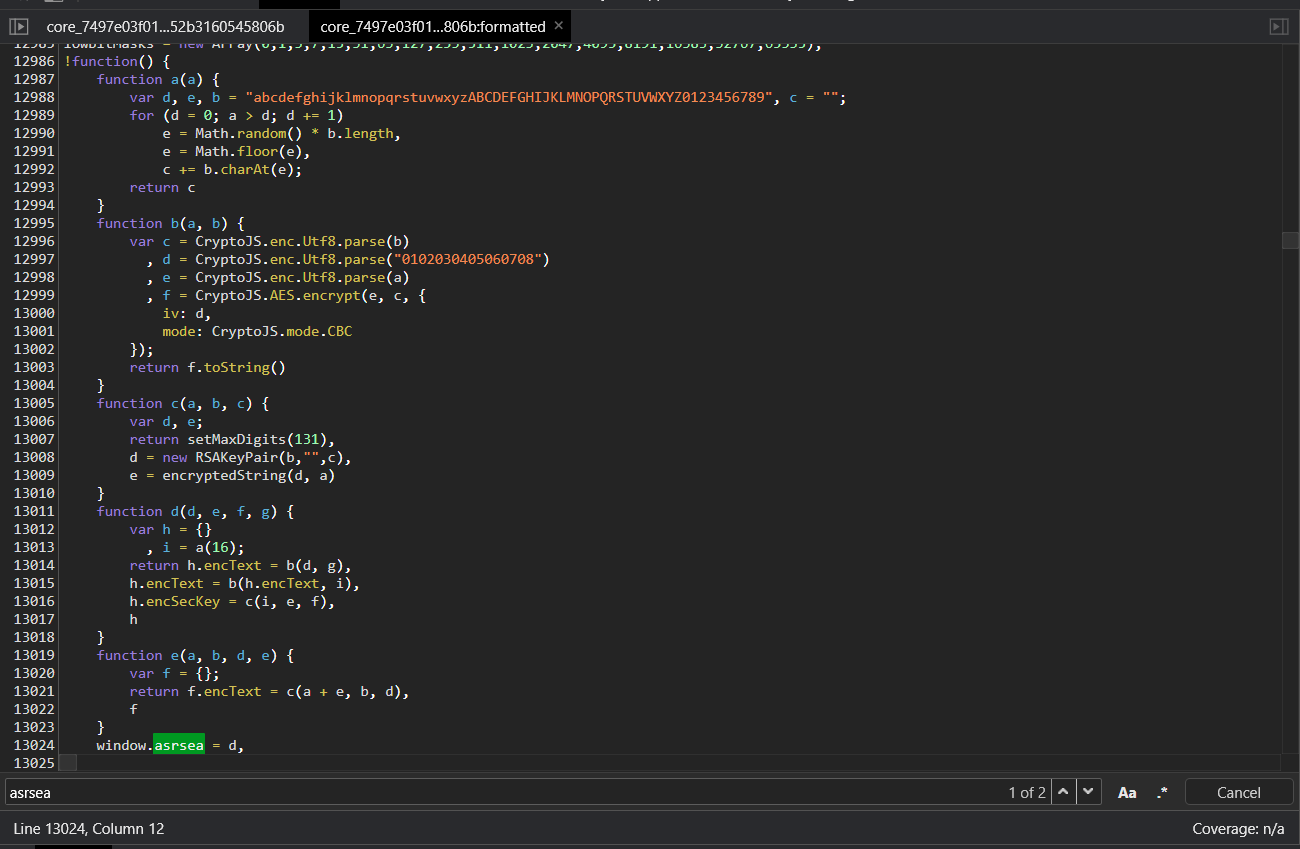 core_7497e03f01...52b3160545806b core_7497e03f01...806b:formatted ×
12985 lowBitMasks = new Array(0,1,3,7,15,31,63,127,255,511,1023,2047,4095,8191,16383,32767,65535);
12986 !function() {
12987     function a(a) {
12988         var d, e, b = "abcdefghijklmnopqrstuvwxyzABCDEFGHIJKLMNOPQRSTUVWXYZ0123456789", c = "";
12989         for (d = 0; a > d; d += 1)
12990             e = Math.random() * b.length,
12991             e = Math.floor(e),
12992             c += b.charAt(e);
12993         return c
12994     }
12995     function b(a, b) {
12996         var c = CryptoJS.enc.Utf8.parse(b)
12997           , d = CryptoJS.enc.Utf8.parse("0102030405060708")
12998           , e = CryptoJS.enc.Utf8.parse(a)
12999           , f = CryptoJS.AES.encrypt(e, c, {
13000             iv: d,
13001             mode: CryptoJS.mode.CBC
13002         });
13003         return f.toString()
13004     }
13005     function c(a, b, c) {
13006         var d, e;
13007         return setMaxDigits(131),
13008         d = new RSAKeyPair(b,"",c),
13009         e = encryptedString(d, a)
13010     }
13011     function d(d, e, f, g) {
13012         var h = {}
13013           , i = a(16);
13014         return h.encText = b(d, g),
13015         h.encText = b(h.encText, i),
13016         h.encSecKey = c(i, e, f),
13017         h
13018     }
13019     function e(a, b, d, e) {
13020         var f = {};
13021         return f.encText = c(a + e, b, d),
13022         f
13023     }
13024     window.asrsea = d,
13025
asrsea 1 of 2 Aa .* Cancel
Line 13024, Column 12 Coverage: n/a